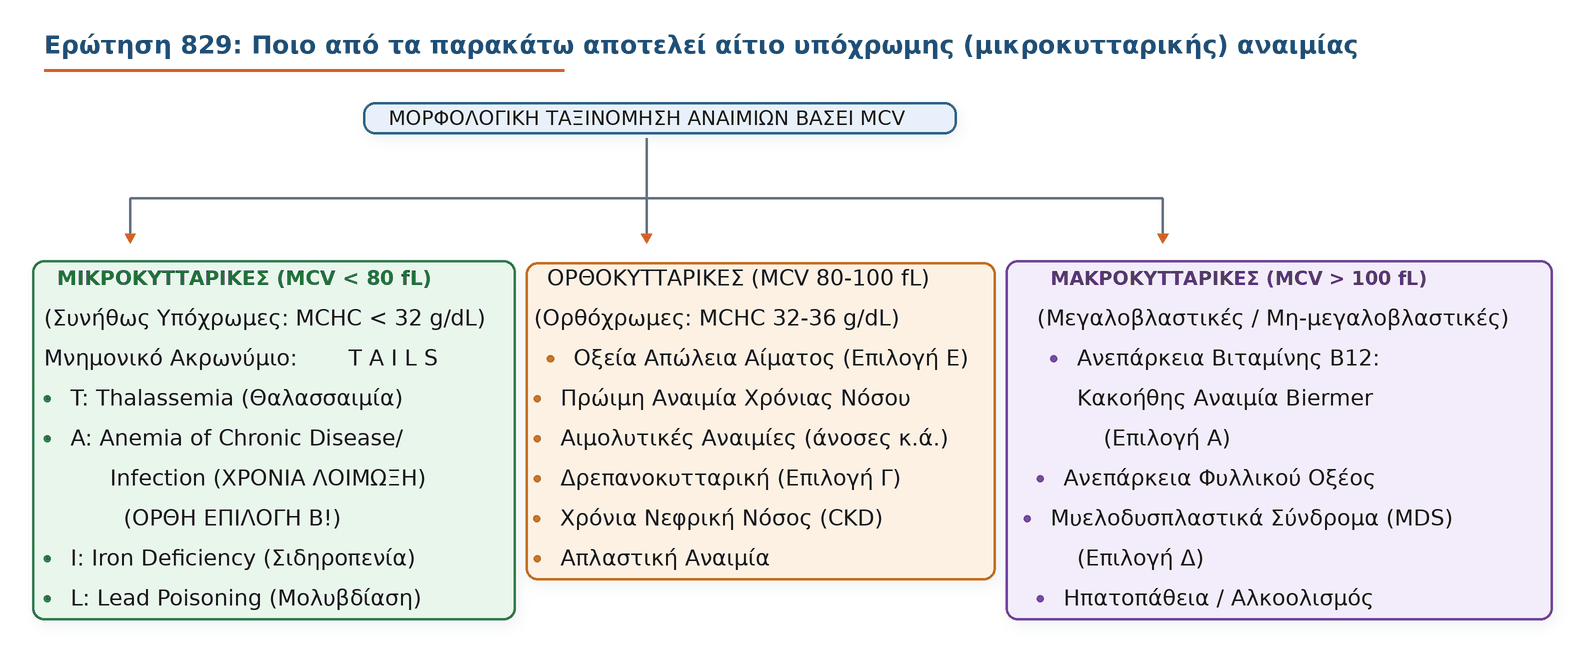 Ερώτηση 829: Ποιο από τα παρακάτω αποτελεί αίτιο υπόχρωμης (μικροκυτταρικής) αναιμίας
ΜΟΡΦΟΛΟΓΙΚΗ ΤΑΞΙΝΟΜΗΣΗ ΑΝΑΙΜΙΩΝ ΒΑΣΕΙ MCV
ΜΙΚΡΟΚΥΤΤΑΡΙΚΕΣ (MCV < 80 fL)
(Συνήθως Υπόχρωμες: MCHC < 32 g/dL)
Μνημονικό Ακρωνύμιο: T A I L S
• T: Thalassemia (Θαλασσαιμία)
• A: Anemia of Chronic Disease/
Infection (ΧΡΟΝΙΑ ΛΟΙΜΩΞΗ)
(ΟΡΘΗ ΕΠΙΛΟΓΗ Β!)
• I: Iron Deficiency (Σιδηροπενία)
• L: Lead Poisoning (Μολυβδίαση)
ΟΡΘΟΚΥΤΤΑΡΙΚΕΣ (MCV 80-100 fL)
(Ορθόχρωμες: MCHC 32-36 g/dL)
• Οξεία Απώλεια Αίματος (Επιλογή Ε)
• Πρώιμη Αναιμία Χρόνιας Νόσου
• Αιμολυτικές Αναιμίες (άνοσες κ.ά.)
• Δρεπανοκυτταρική (Επιλογή Γ)
• Χρόνια Νεφρική Νόσος (CKD)
• Απλαστική Αναιμία
ΜΑΚΡΟΚΥΤΤΑΡΙΚΕΣ (MCV > 100 fL)
(Μεγαλοβλαστικές / Μη-μεγαλοβλαστικές)
• Ανεπάρκεια Βιταμίνης Β12:
Κακοήθης Αναιμία Biermer
(Επιλογή Α)
• Ανεπάρκεια Φυλλικού Οξέος
• Μυελοδυσπλαστικά Σύνδρομα (MDS)
(Επιλογή Δ)
• Ηπατοπάθεια / Αλκοολισμός